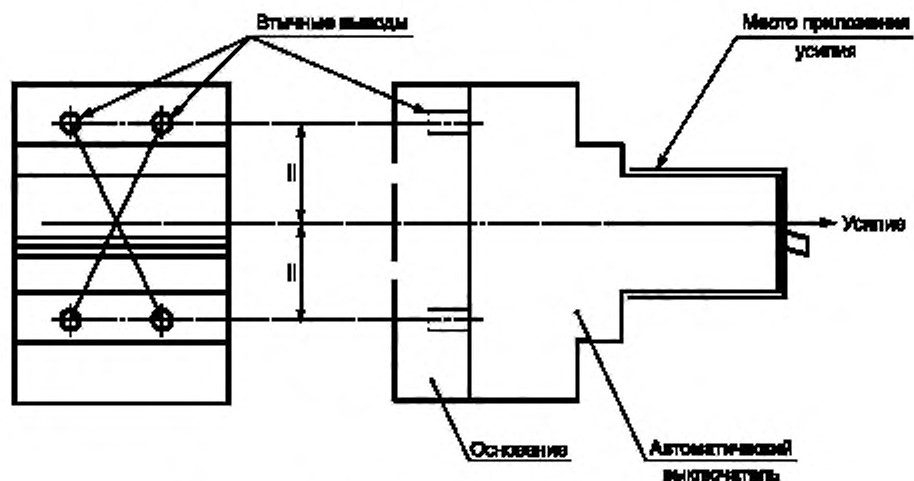 Втычные выводы
Место приложения
усилия
Усилие
Основание
Автоматический
выключатель